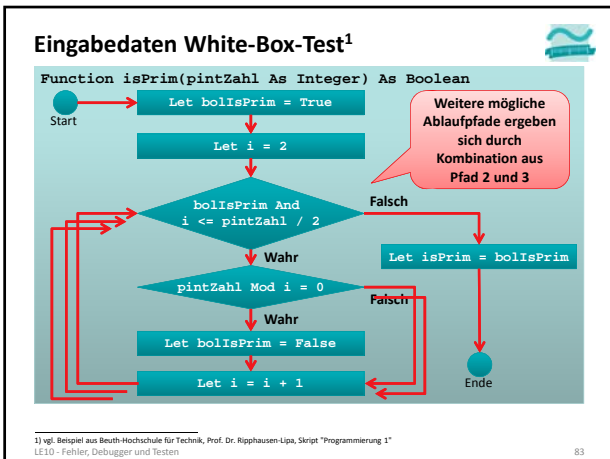 Eingabedaten White-Box-Test¹
Function isPrim(pintZahl As Integer) As Boolean
Start
Let bolIsPrim = True
Let i = 2
Weitere mögliche
Ablaufpfade ergeben
sich durch
Kombination aus
Pfad 2 und 3
bolIsPrim And
i <= pintZahl / 2
Falsch
Let isPrim = bolIsPrim
Wahr
pintZahl Mod i = 0
Falsch
Wahr
Let bolIsPrim = False
Let i = i + 1
Ende
1) vgl. Beispiel aus Beuth-Hochschule für Technik, Prof. Dr. Ripphausen-Lipa, Skript "Programmierung 1"
LE10 - Fehler, Debugger und Testen
83